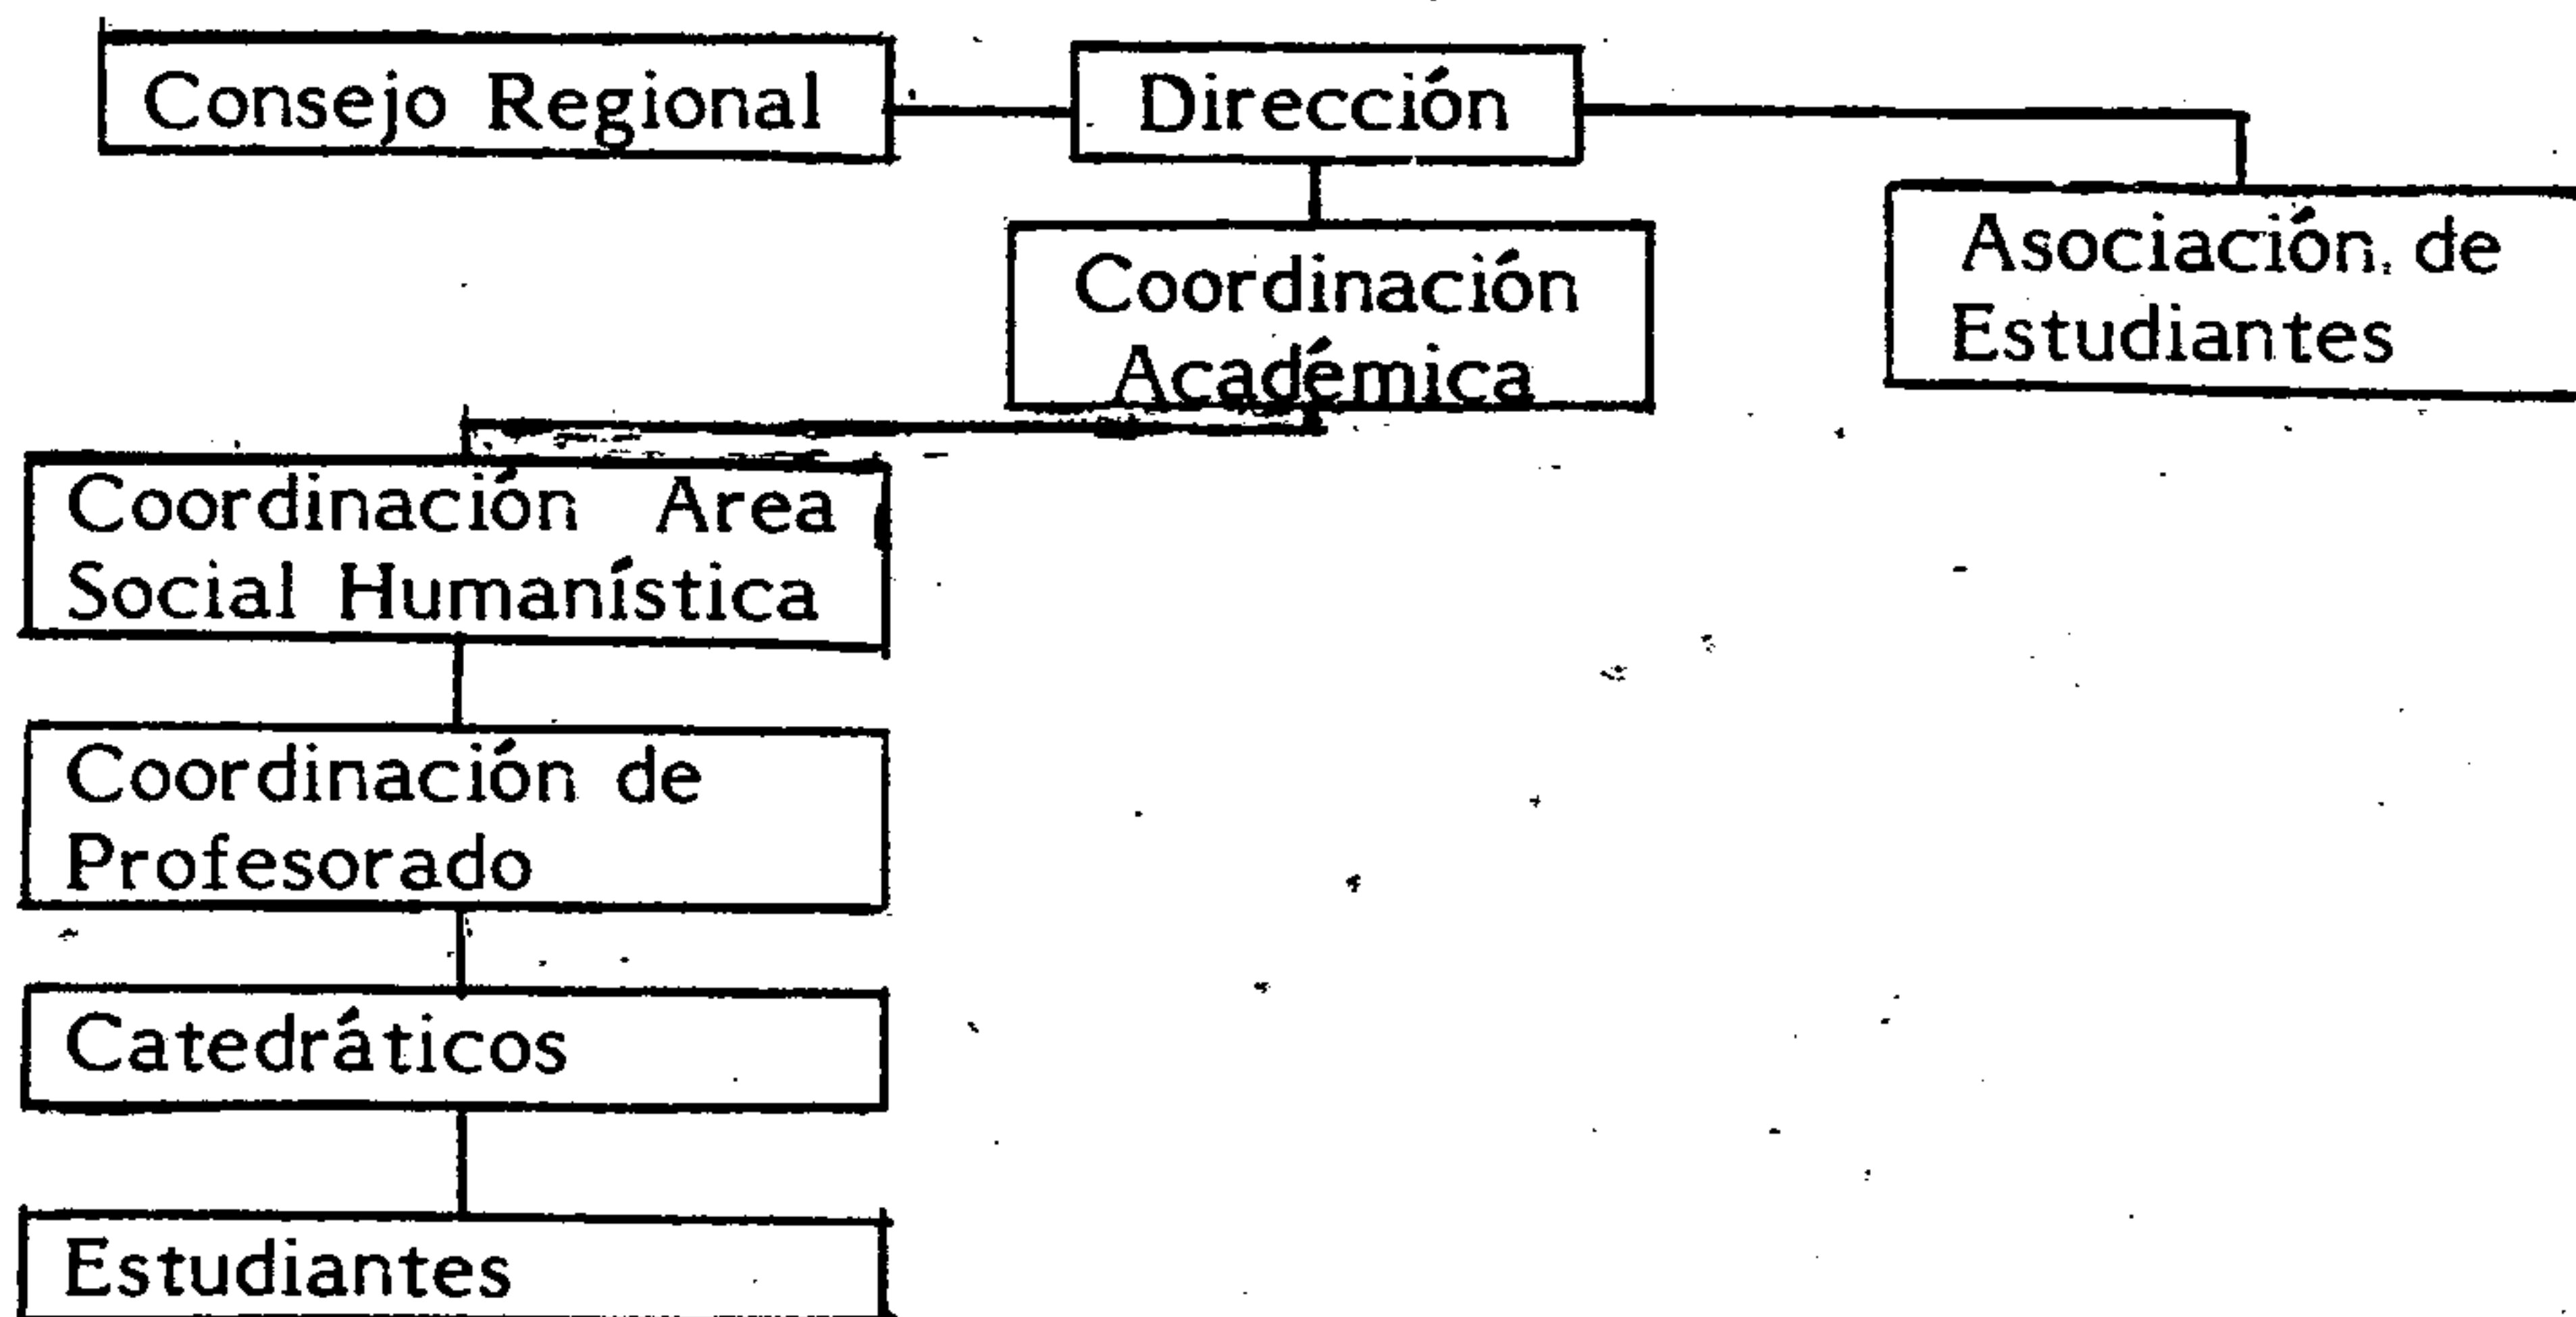 Consejo Regional
Dirección
Asociación de
Estudiantes
Coordinación
Académica
Coordinación Area
Social Humanística
Coordinación de
Profesorado
Catedráticos
Estudiantes